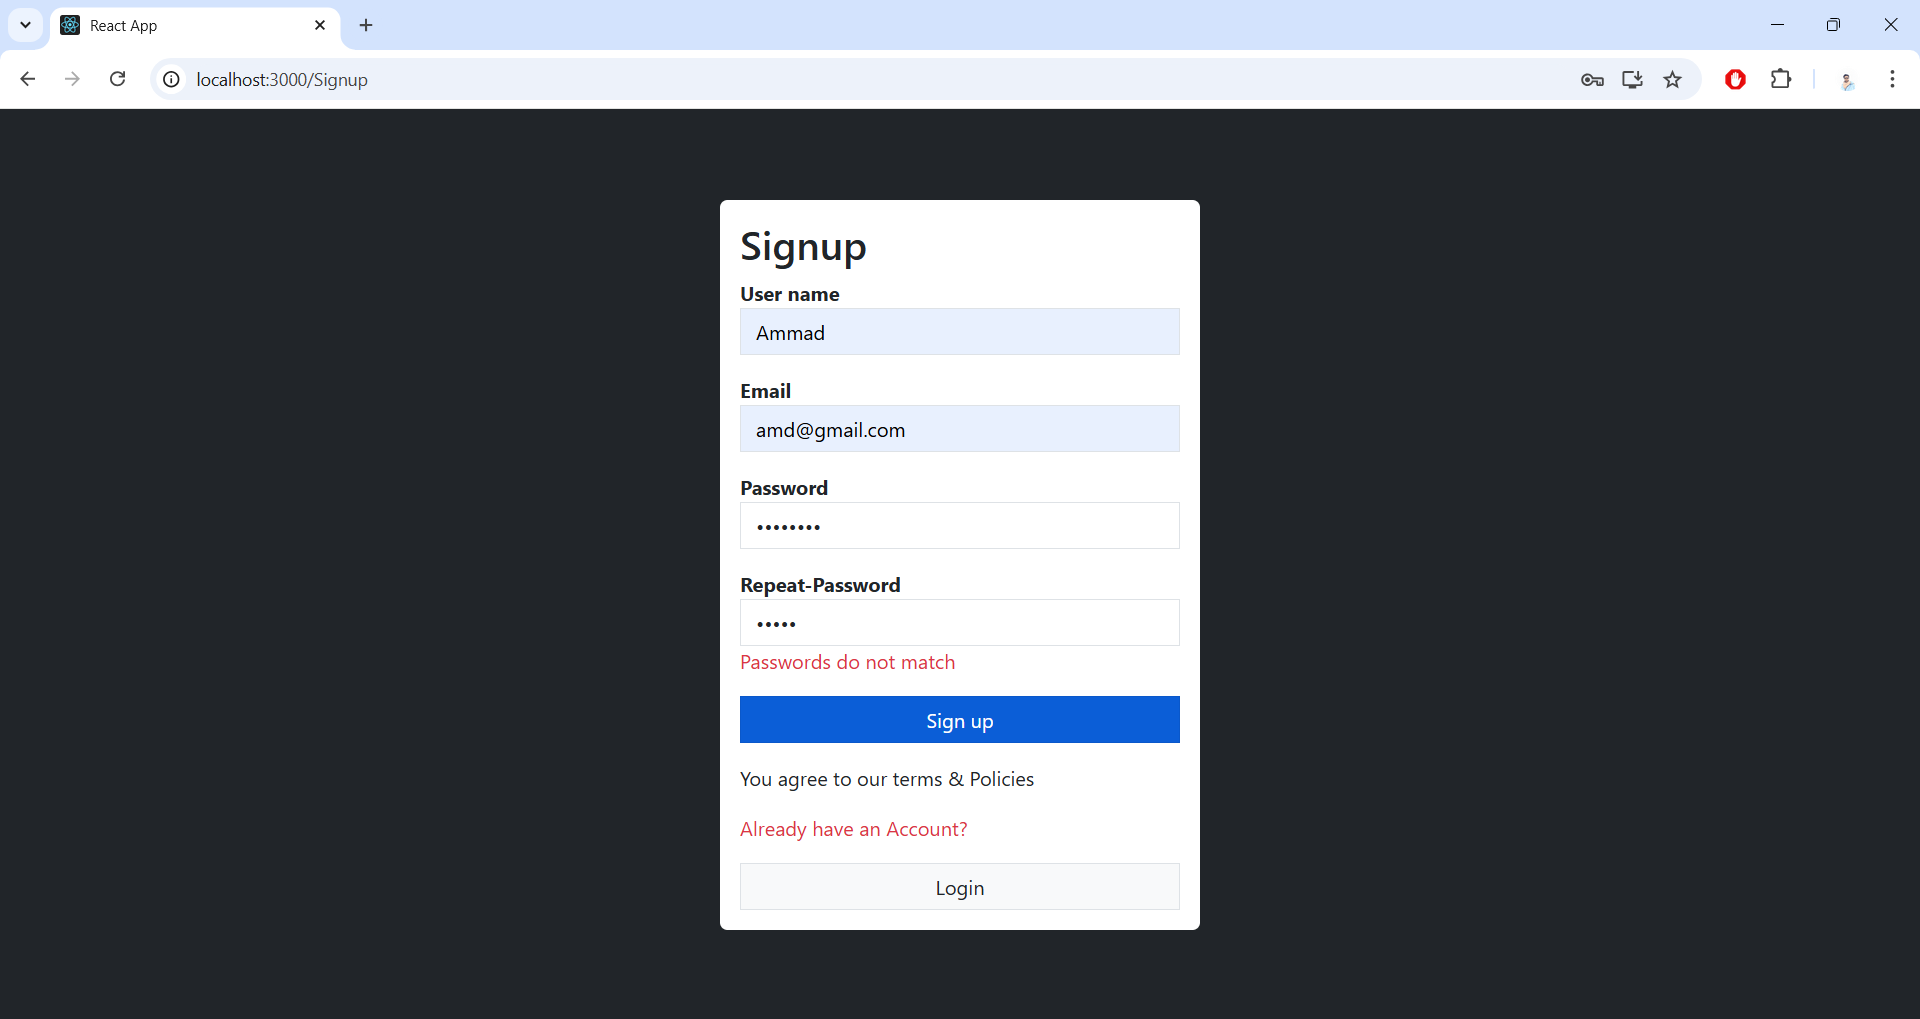 React App
localhost:3000/Signup
Signup
User name
Ammad
Email
amd@gmail.com
Password
••••••••
Repeat-Password
•••••
Passwords do not match
Sign up
You agree to our terms & Policies
Already have an Account?
Login